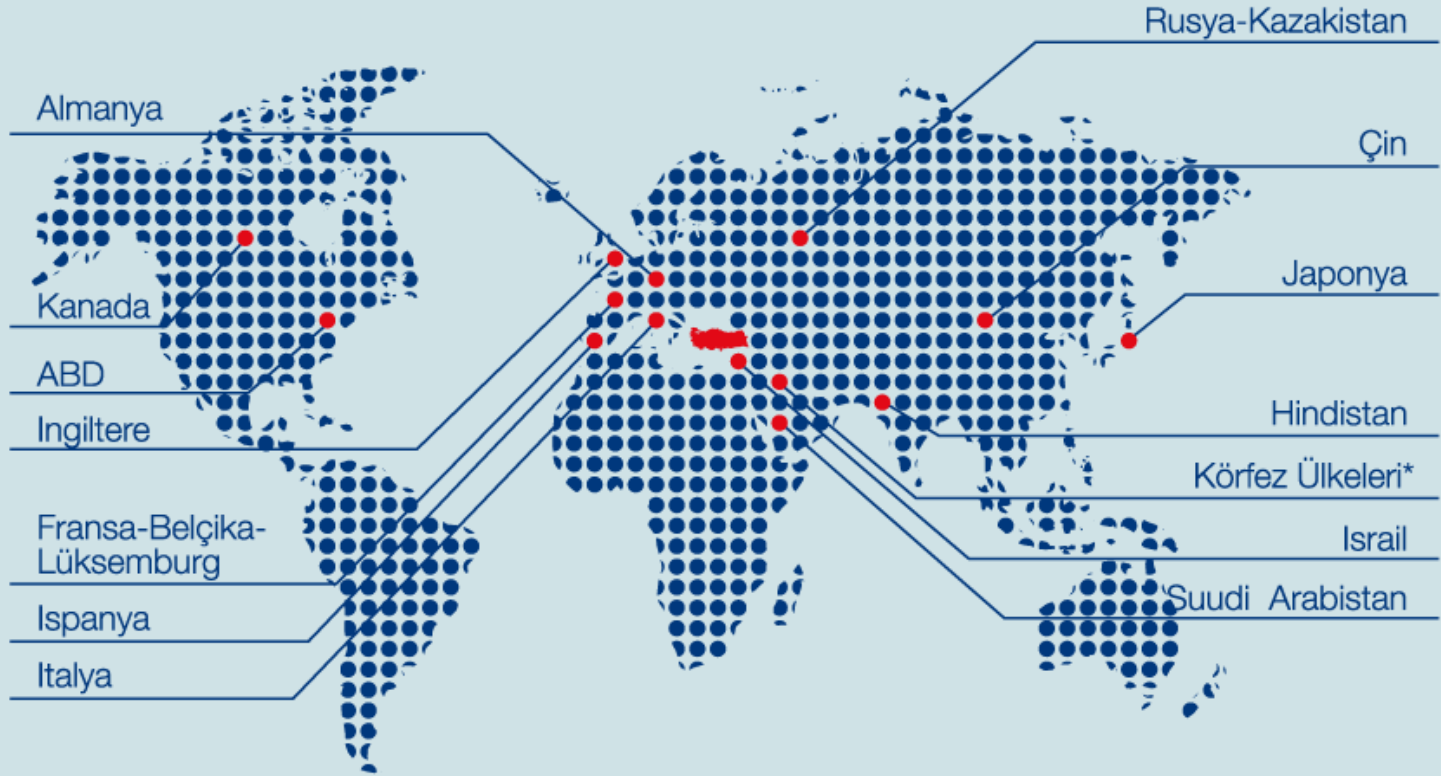 Rusya-Kazakistan
Almanya
Çin
Japonya
Kanada
ABD
Ingiltere
Hindistan
Körfez Ülkeleri*
Fransa-Belçika-
Lüksemburg
Israil
Suudi Arabistan
Ispanya
Italya